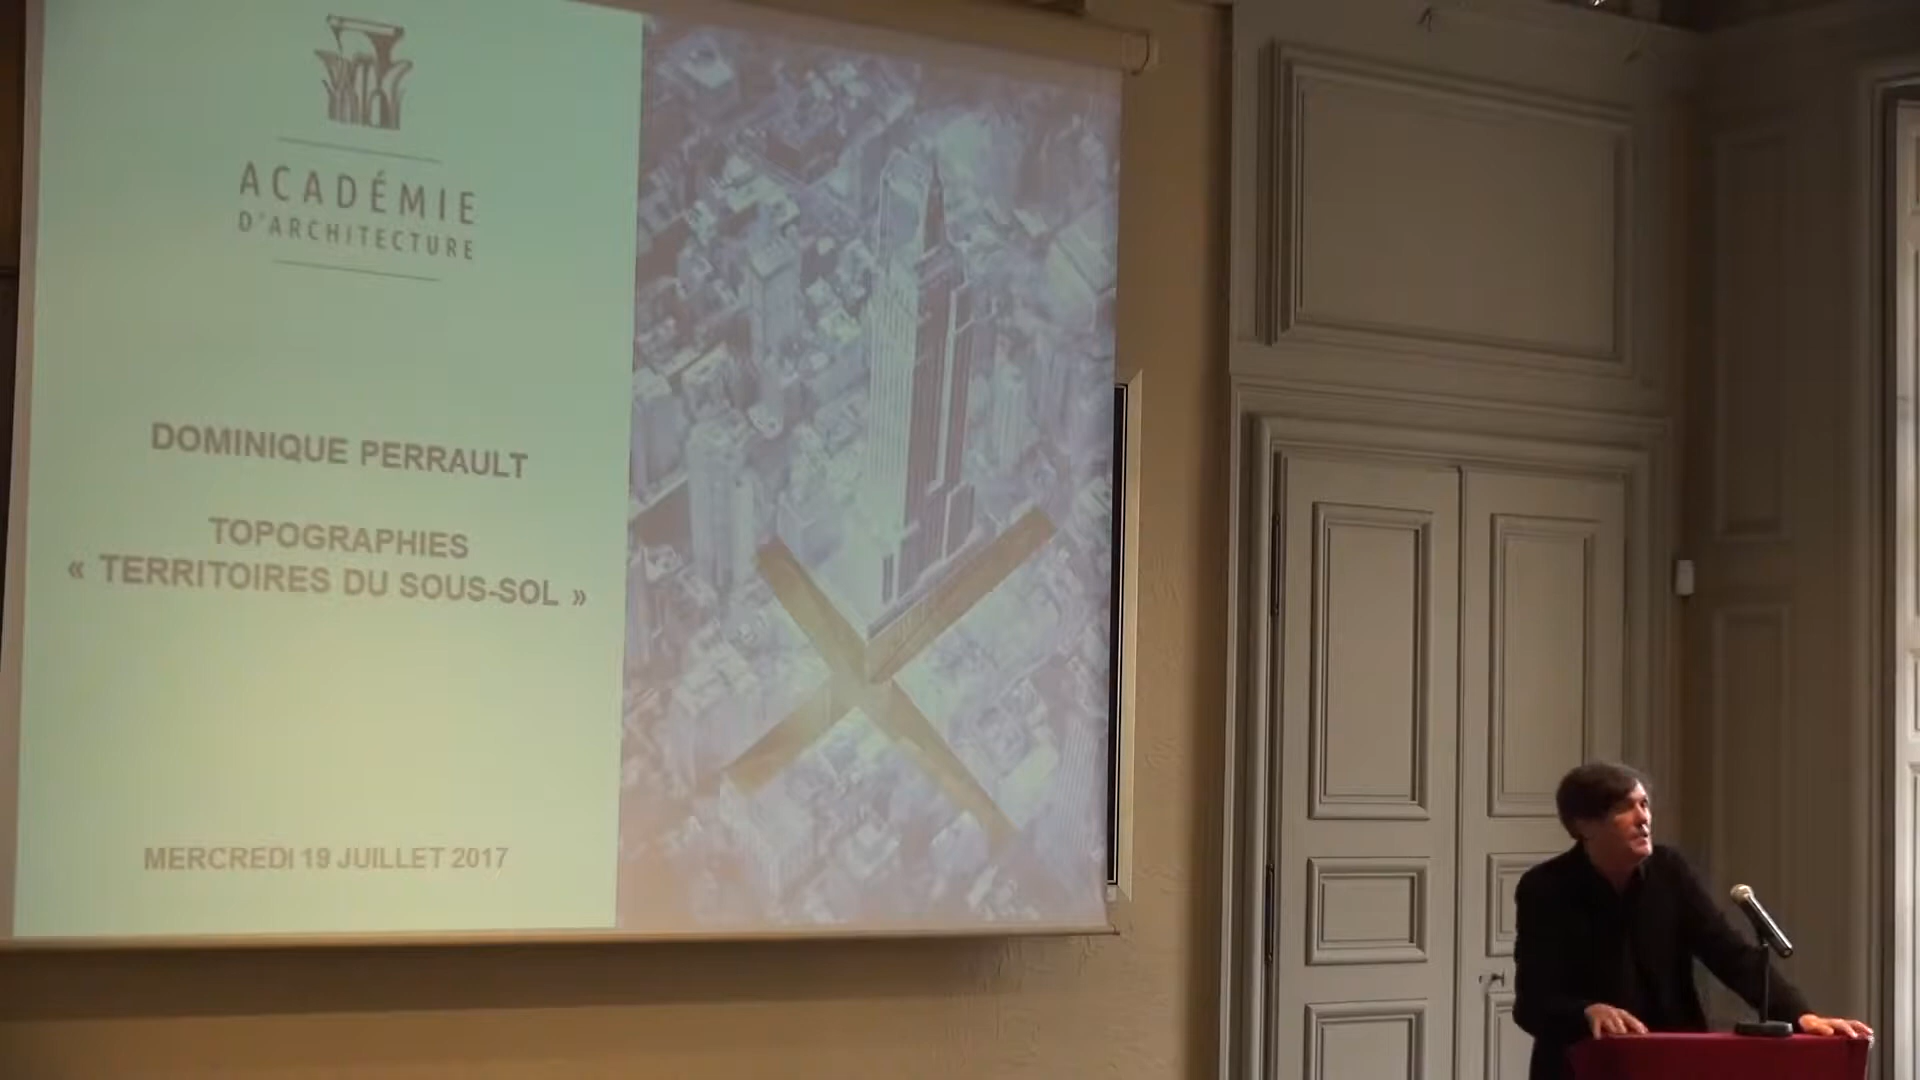 ACADÉMIE
D'ARCHITECTURE
DOMINIQUE PERRAULT
TOPOGRAPHIES
« TERRITOIRES DU SOUS-SOL »
MERCREDI 19 JUILLET 2017